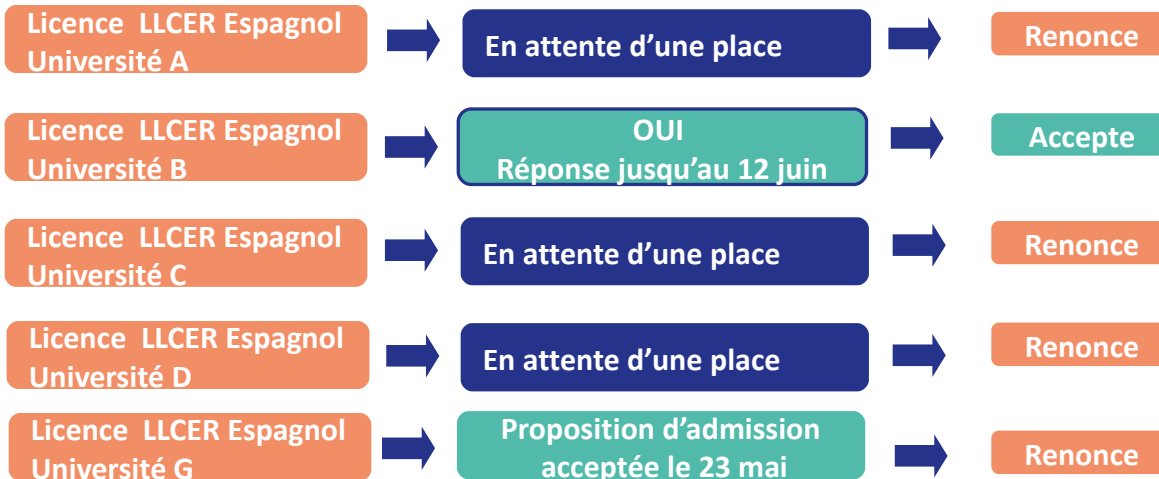 Licence LLCER Espagnol
Université A
En attente d’une place
Renonce
Licence LLCER Espagnol
Université B
OUI
Réponse jusqu’au 12 juin
Accepte
Licence LLCER Espagnol
Université C
En attente d’une place
Renonce
Licence LLCER Espagnol
Université D
En attente d’une place
Renonce
Licence LLCER Espagnol
Université G
Proposition d’admission
acceptée le 23 mai
Renonce